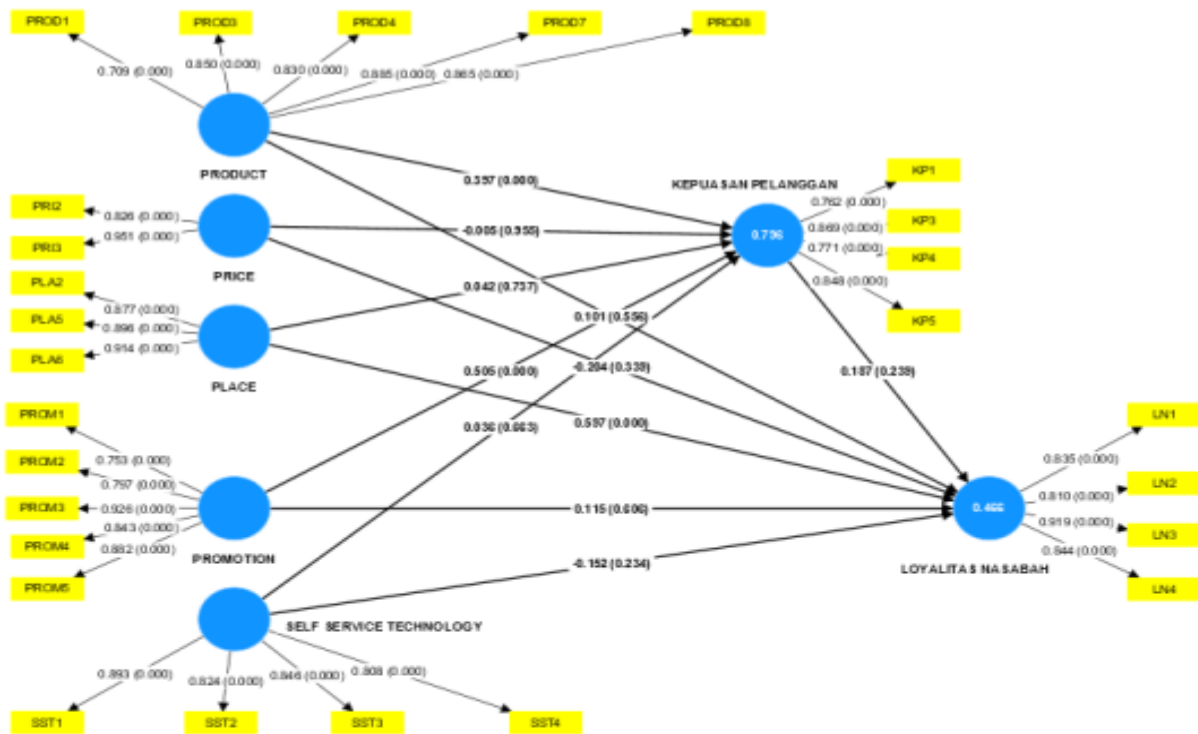 PROD1
PROD3
PROD4
PROD7
PROD8
0.709 (0.000)
0.850 (0.000)
0.830 (0.000)
0.885 (0.000)
0.865 (0.000)
PRODUCT
KEPUASAN PELANGGAN
KP1
0.397 (0.000)
0.762 (0.000)
PRI2
0.826 (0.000)
PRI3
0.951 (0.000)
-0.005 (0.955)
0.796
0.869 (0.000)
KP3
0.771 (0.000)
KP4
PRICE
PLA2
0.877 (0.000)
0.042 (0.737)
0.848 (0.000)
PLA5
0.896 (0.000)
0.101 (0.556)
KP5
PLA6
0.914 (0.000)
PLACE
-0.204 (0.339)
0.505 (0.000)
0.187 (0.239)
PROM1
0.036 (0.663)
0.597 (0.000)
LN1
0.753 (0.000)
0.835 (0.000)
PROM2
0.797 (0.000)
0.810 (0.000)
LN2
PROM3
0.926 (0.000)
0.115 (0.606)
0.466
0.919 (0.000)
LN3
PROM4
0.843 (0.000)
0.882 (0.000)
0.844 (0.000)
PROMOTION
-0.152 (0.234)
LOYALITAS NASABAH
PROM5
LN4
SELF SERVICE TECHNOLOGY
0.893 (0.000)
0.824 (0.000)
0.846 (0.000)
0.808 (0.000)
SST1
SST2
SST3
SST4